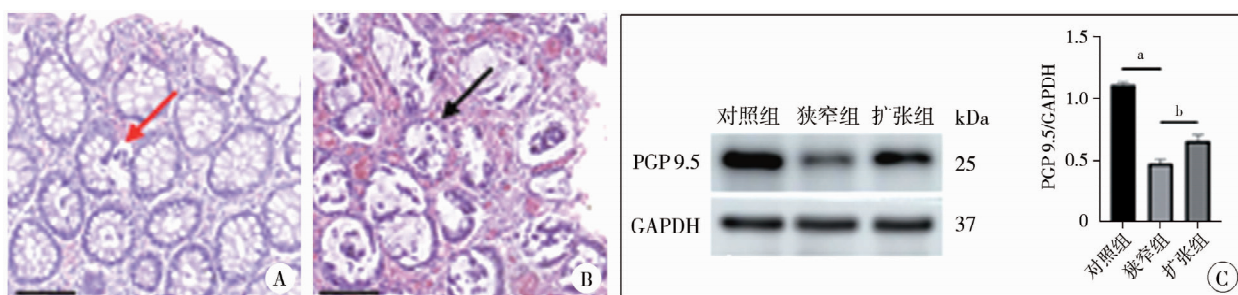 A
B
对照组 狭窄组 扩张组 kDa
PGP 9.5 25
GAPDH 37
PGP 9.5/GAPDH
1.5
1.0
0.5
0
a
b
对照组
狭窄组
扩张组
C